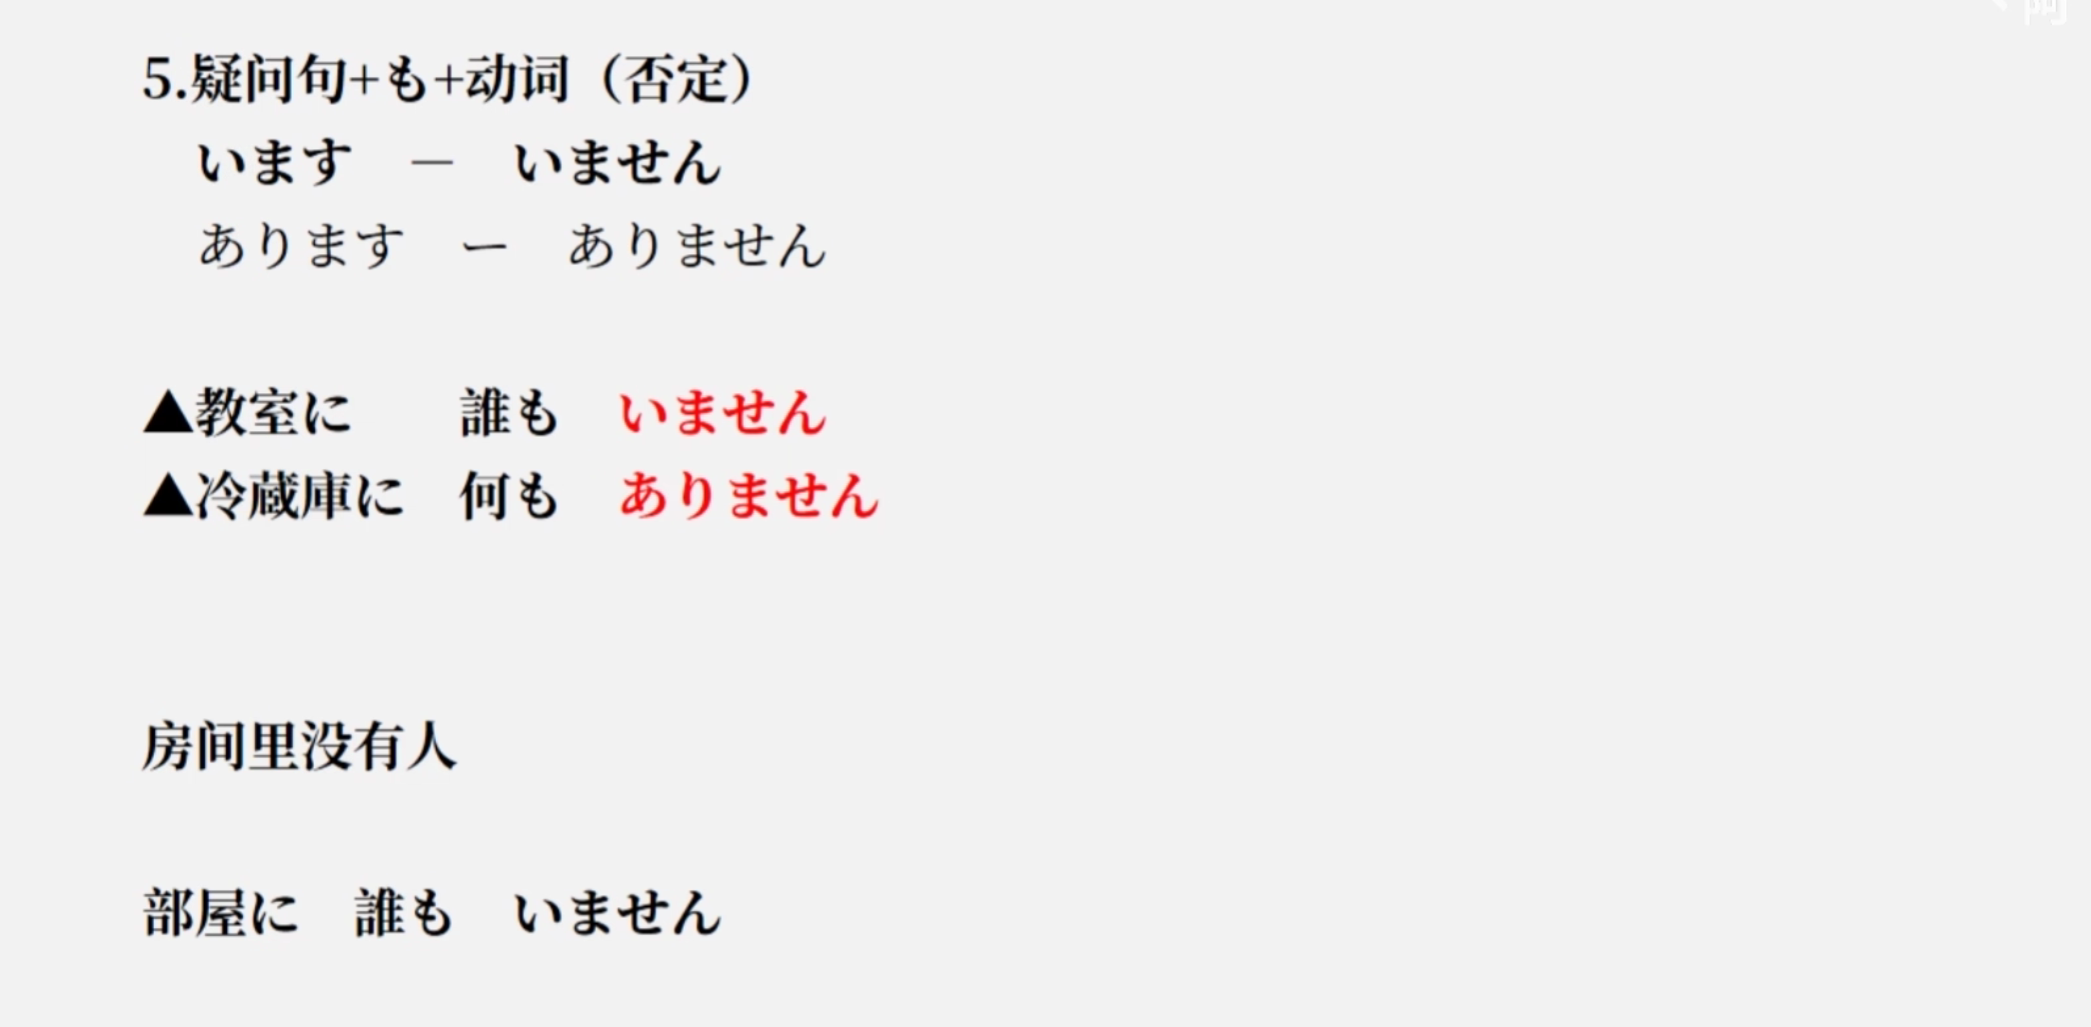 5.疑问句+も+动词（否定）
います　—　いません
あります　ー　ありません
▲教室に　　誰も　いません
▲冷蔵庫に　何も　ありません
房间里没有人
部屋に　誰も　いません